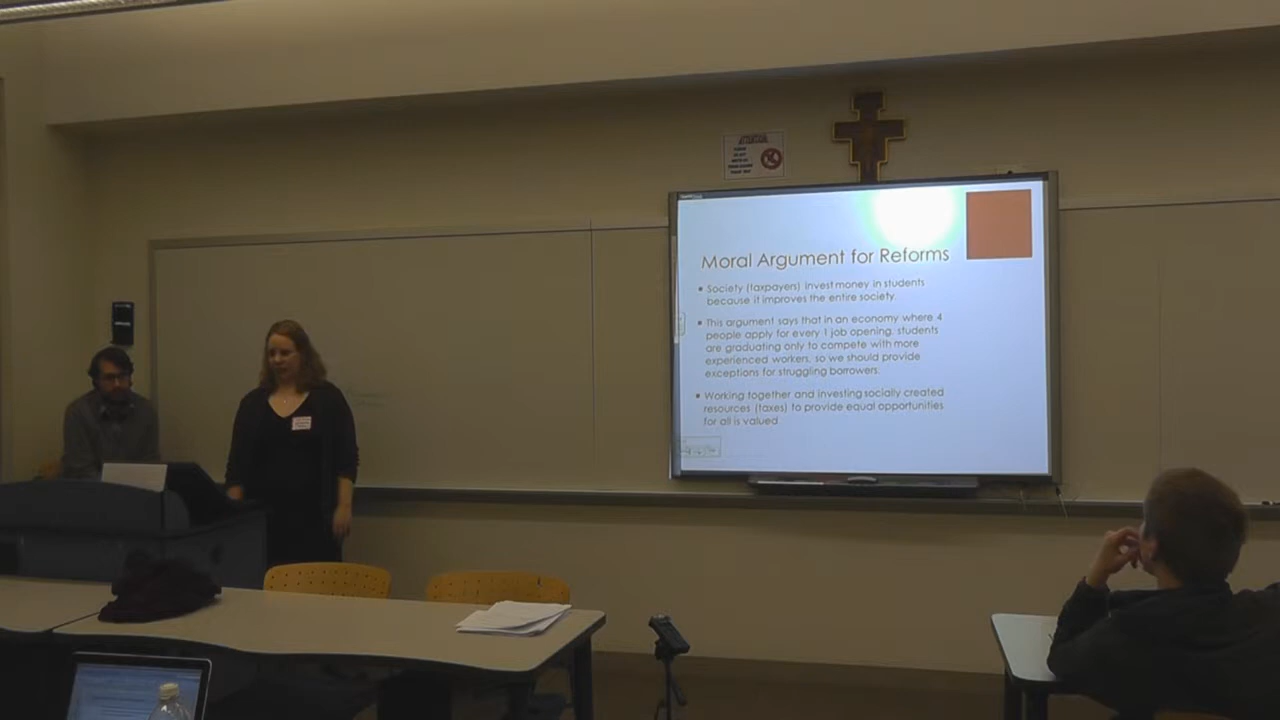 ATTENTION
Moral Argument for Reforms
Society (taxpayers) invest money in students
because it improves the entire society.
This argument says that in an economy where 4
people apply for every 1 job opening, students
are graduating only to compete with more
experienced workers, so we should provide
exceptions for struggling borrowers.
Working together and investing socially created
resources (taxes) to provide equal opportunities
for all is valued